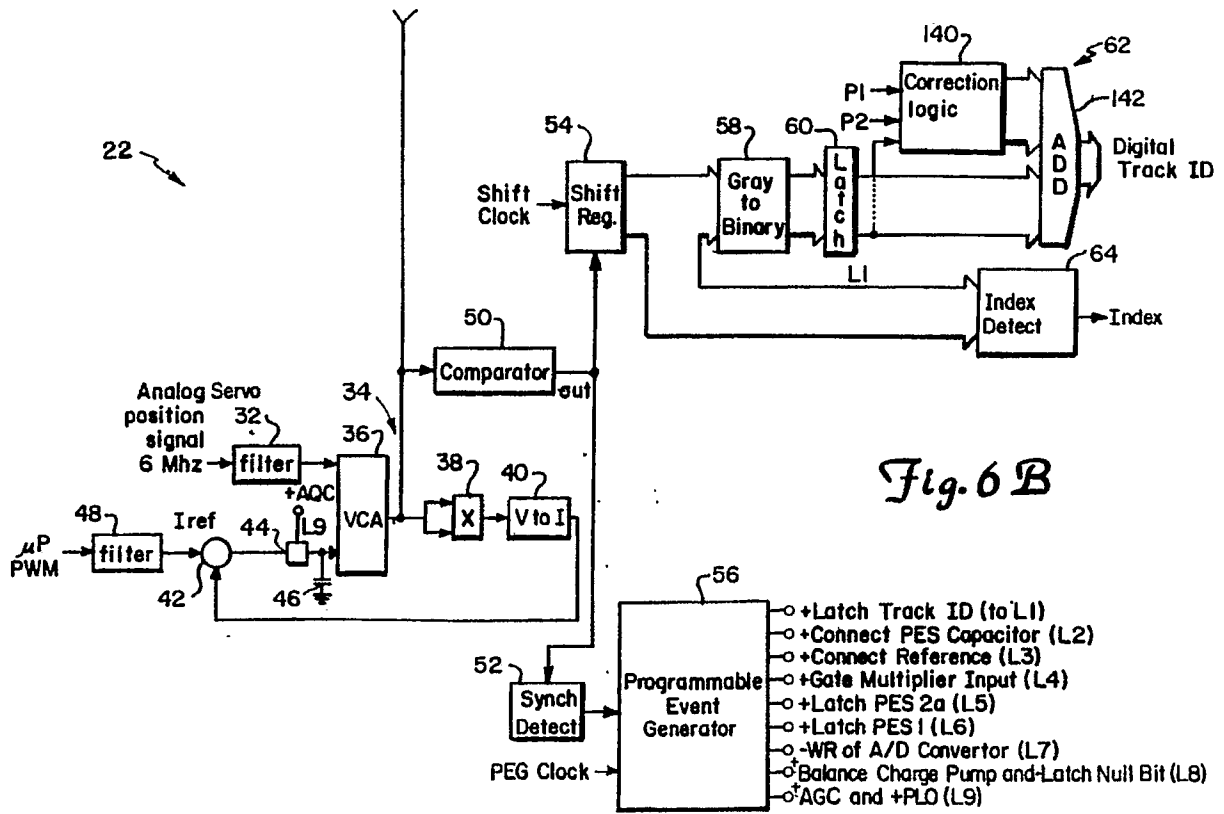 22
140
62
142
P1
P2
Correction
logic
54
58
60
Shift
Clock
Shift
Reg.
Gray
to
Binary
Latch
L1
ADD
Digital
Track ID
64
Index
Detect
Index
50
Comparator
out
Analog Servo
position
signal
6 Mhz
32
filter
34
36
VCA
+AQC
L9
38
X
40
V to I
48
Iref
44
μP
PWM
filter
42
46
Fig. 6 B
52
Synch
Detect
PEG Clock
56
Programmable
Event
Generator
+Latch Track ID (to L1)
+Connect PES Capacitor (L2)
+Connect Reference (L3)
+Gate Multiplier Input (L4)
+Latch PES 2a (L5)
+Latch PES 1 (L6)
-WR of A/D Convertor (L7)
+Balance Charge Pump and-Latch Null Bit (L8)
+AGC and +PLO (L9)